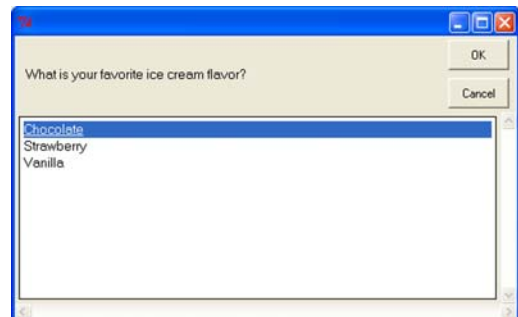 What is your favorite ice cream flavor?
OK
Cancel
Chocolate
Strawberry
Vanilla